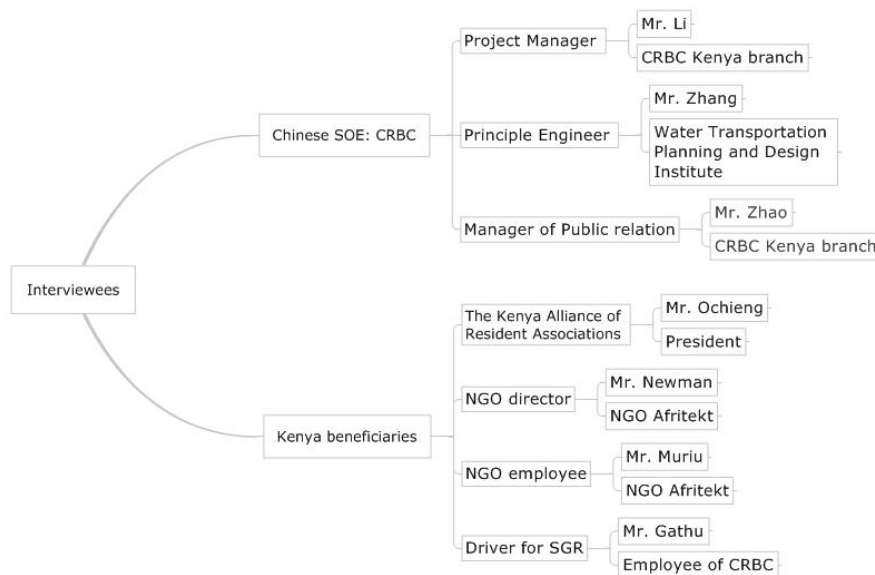 Interviewees
Chinese SOE: CRBC
Project Manager
Mr. Li
CRBC Kenya branch
Principle Engineer
Mr. Zhang
Water Transportation
Planning and Design
Institute
Manager of Public relation
Mr. Zhao
CRBC Kenya branch
Kenya beneficiaries
The Kenya Alliance of
Resident Associations
Mr. Ochieng
President
NGO director
Mr. Newman
NGO Afritekt
NGO employee
Mr. Muriu
NGO Afritekt
Driver for SGR
Mr. Gathu
Employee of CRBC